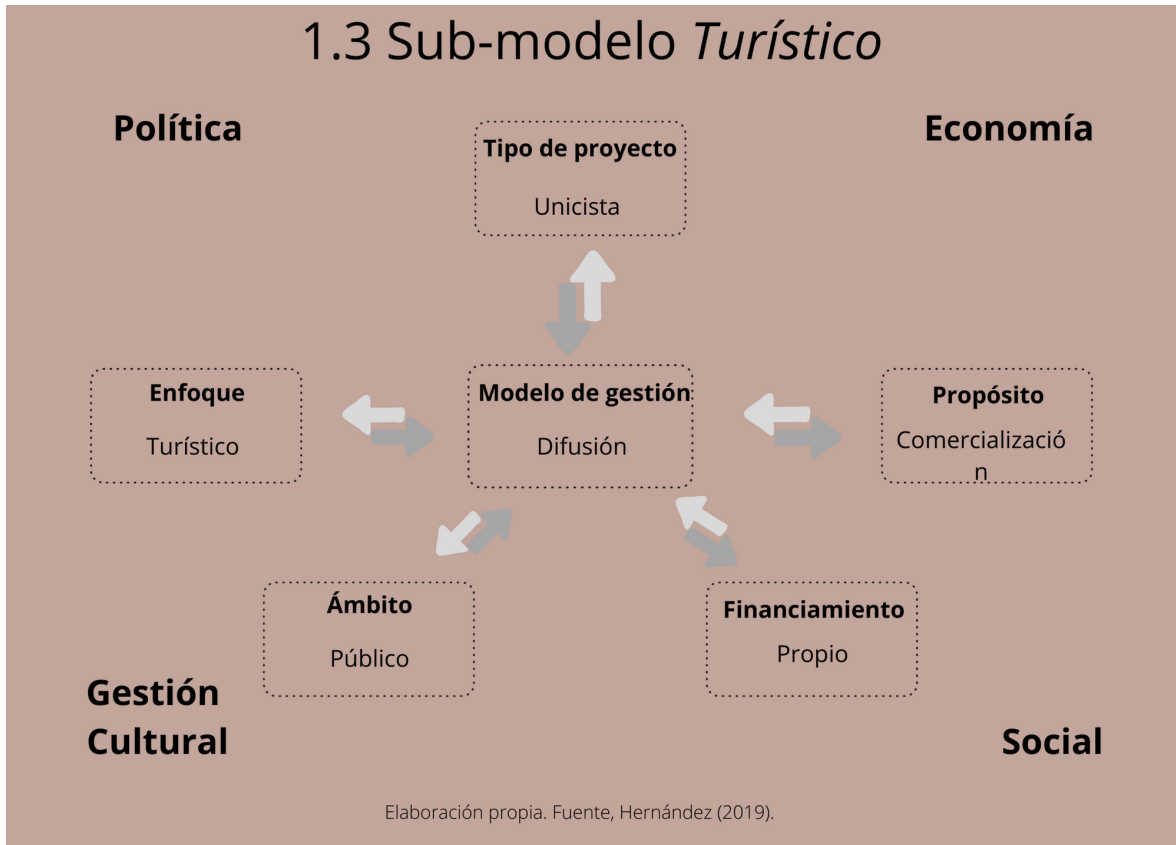 1.3 Sub-modelo Turístico
Política
Economía
Tipo de proyecto
Unicista
Enfoque
Turístico
Modelo de gestión
Difusión
Propósito
Comercializació
n
Ámbito
Público
Financiamiento
Propio
Gestión
Cultural
Social
Elaboración propia. Fuente, Hernández (2019).